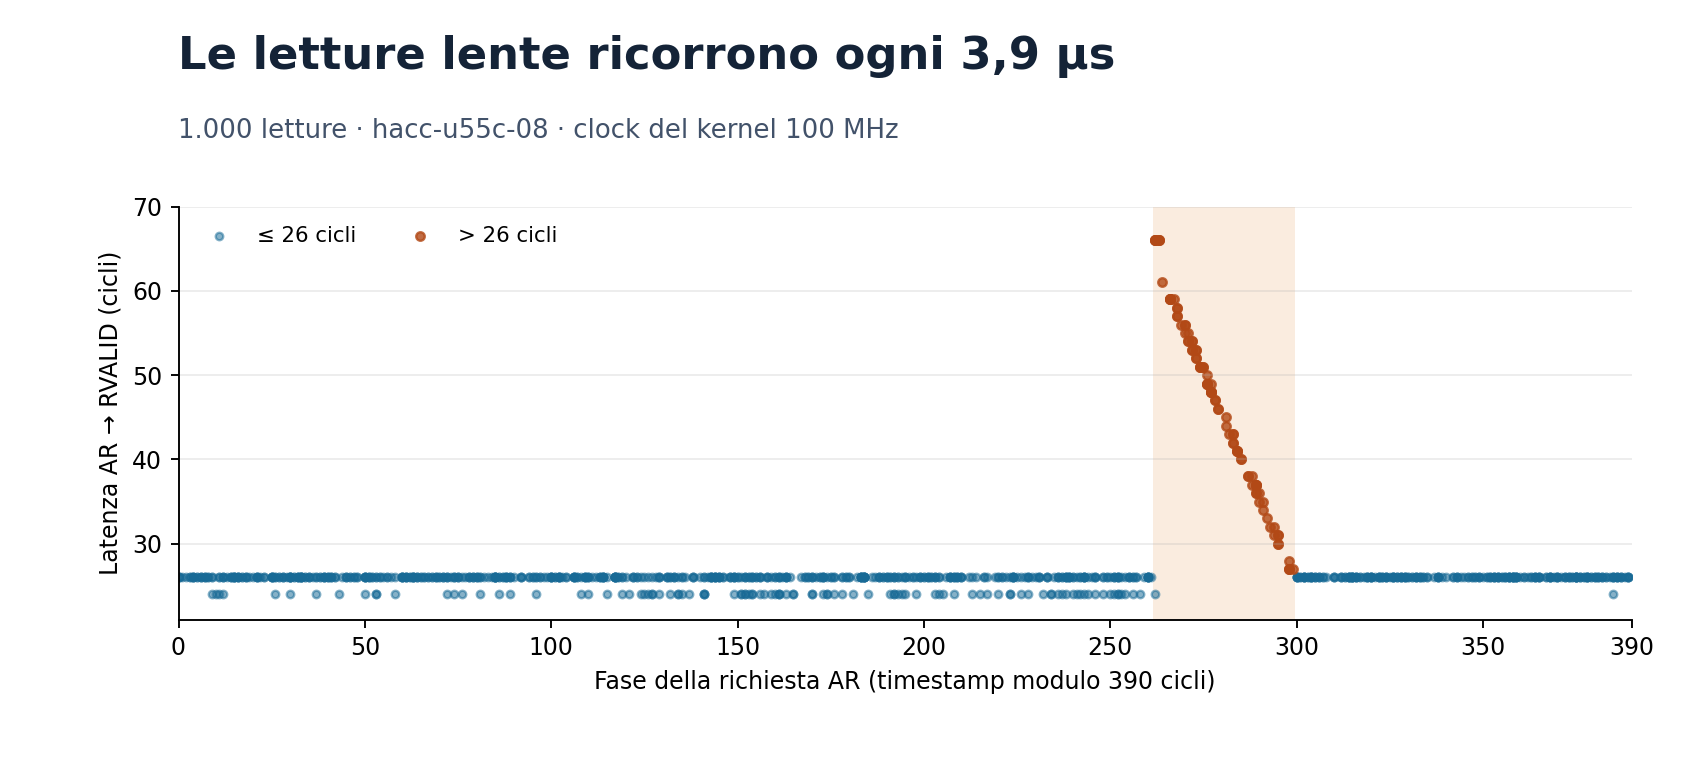 Le letture lente ricorrono ogni 3,9 µs
1.000 letture · hacc-u55c-08 · clock del kernel 100 MHz
≤ 26 cicli
> 26 cicli
Latenza AR → RVALID (cicli)
70
60
50
40
30
0 50 100 150 200 250 300 350 390
Fase della richiesta AR (timestamp modulo 390 cicli)